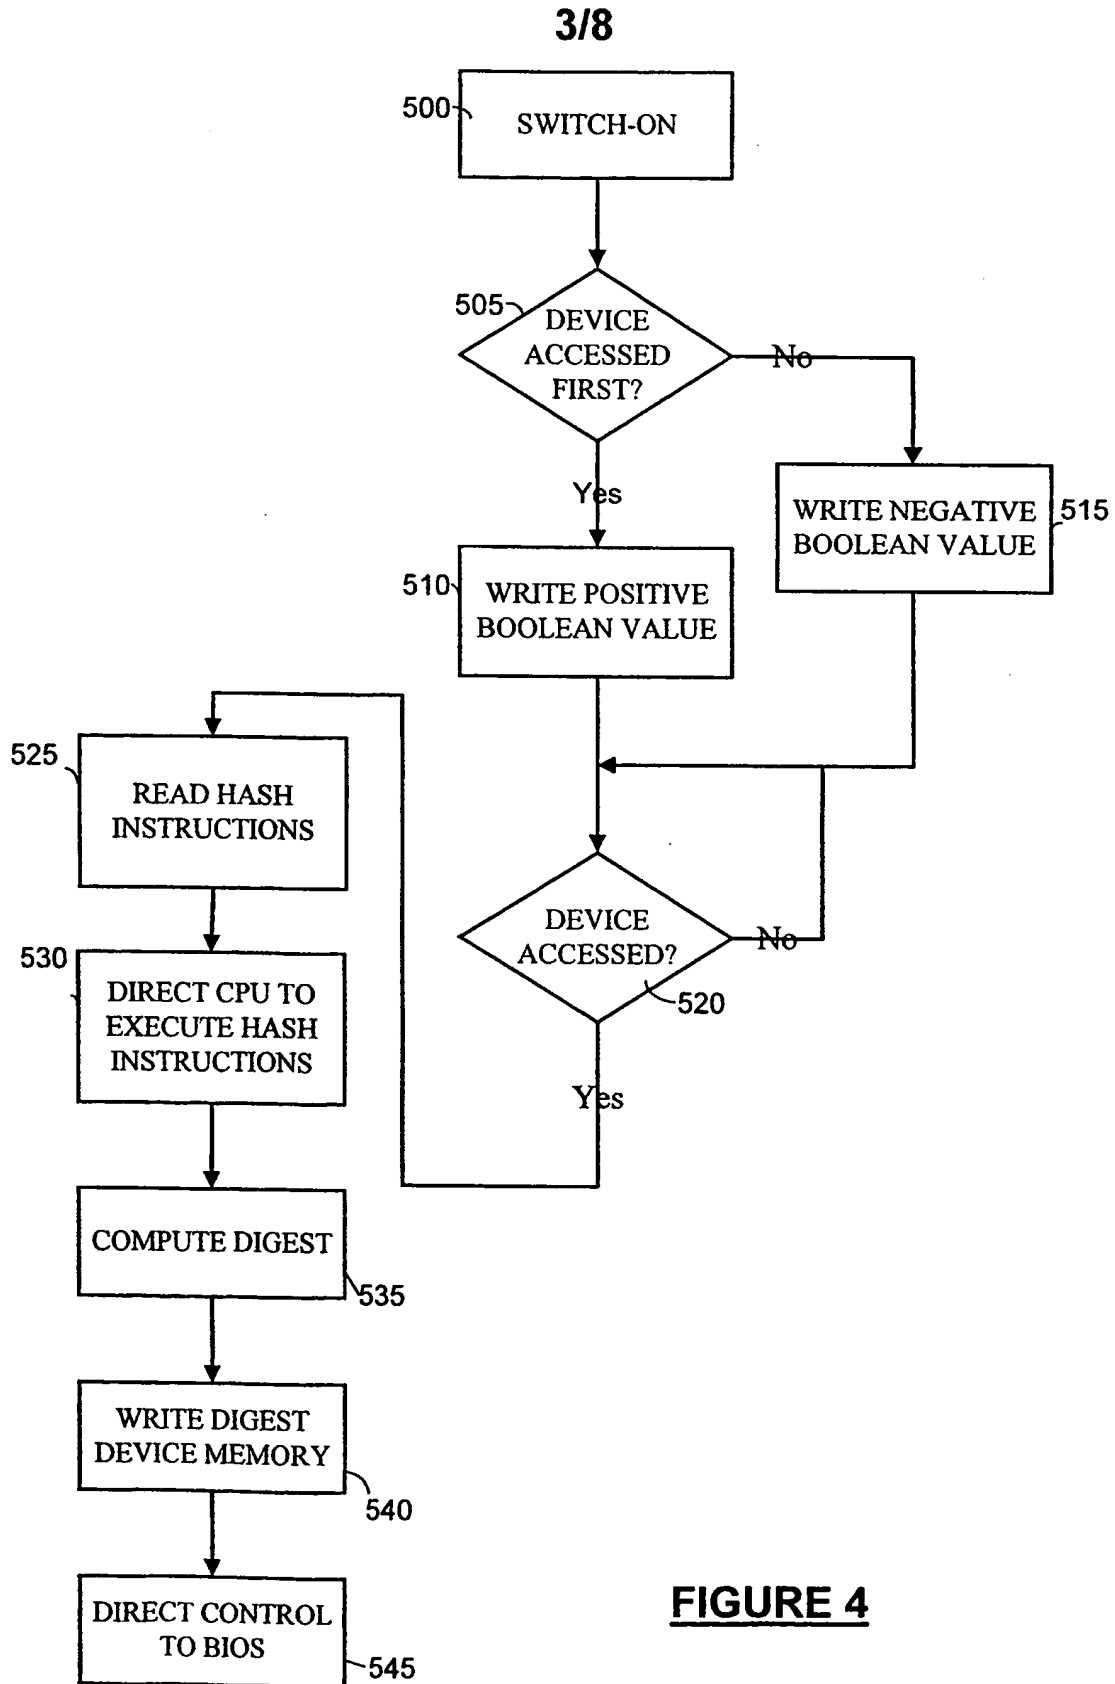 3/8
500
SWITCH-ON
505
DEVICE
ACCESSED
FIRST?
No
Yes
WRITE NEGATIVE
BOOLEAN VALUE
515
510
WRITE POSITIVE
BOOLEAN VALUE
525
READ HASH
INSTRUCTIONS
DEVICE
ACCESSED?
No
520
Yes
530
DIRECT CPU TO
EXECUTE HASH
INSTRUCTIONS
COMPUTE DIGEST
535
WRITE DIGEST
DEVICE MEMORY
540
DIRECT CONTROL
TO BIOS
545
FIGURE 4